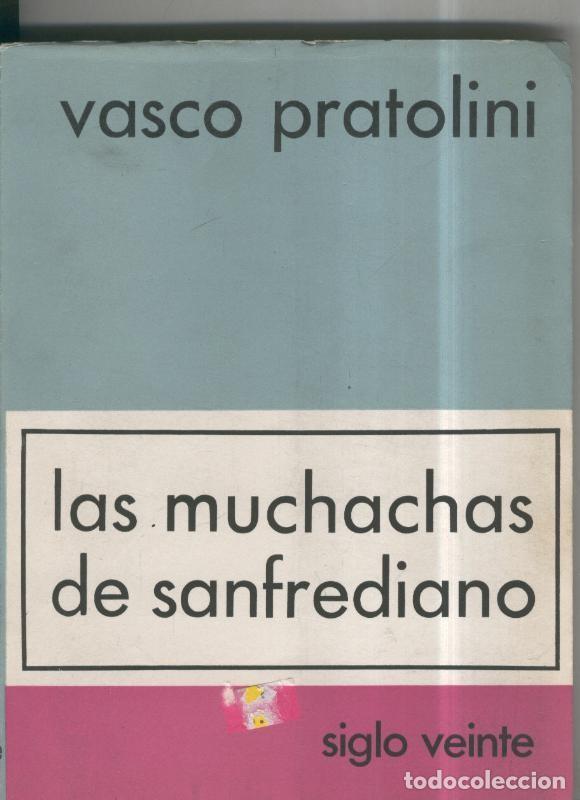 vasco pratolini
las muchachas
de sanfrediano
siglo veinte
todocoleccion